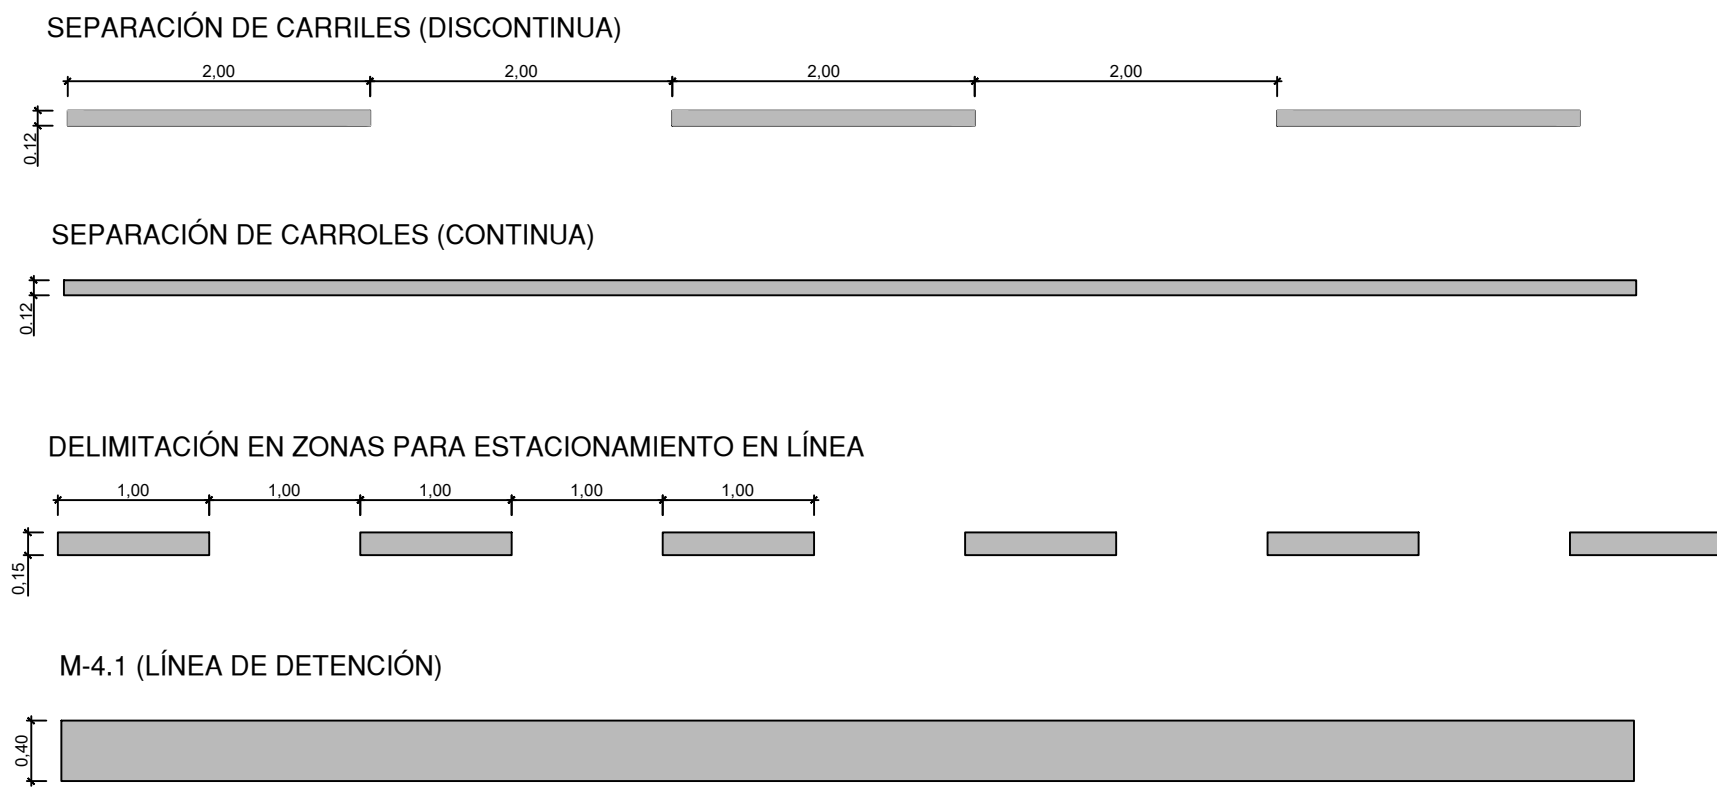 SEPARACIÓN DE CARRILES (DISCONTINUA)
2,00 2,00 2,00 2,00
0.12
SEPARACIÓN DE CARROLES (CONTINUA)
0.12
DELIMITACIÓN EN ZONAS PARA ESTACIONAMIENTO EN LÍNEA
1,00 1,00 1,00 1,00 1,00
0,15
M-4.1 (LÍNEA DE DETENCIÓN)
0,40